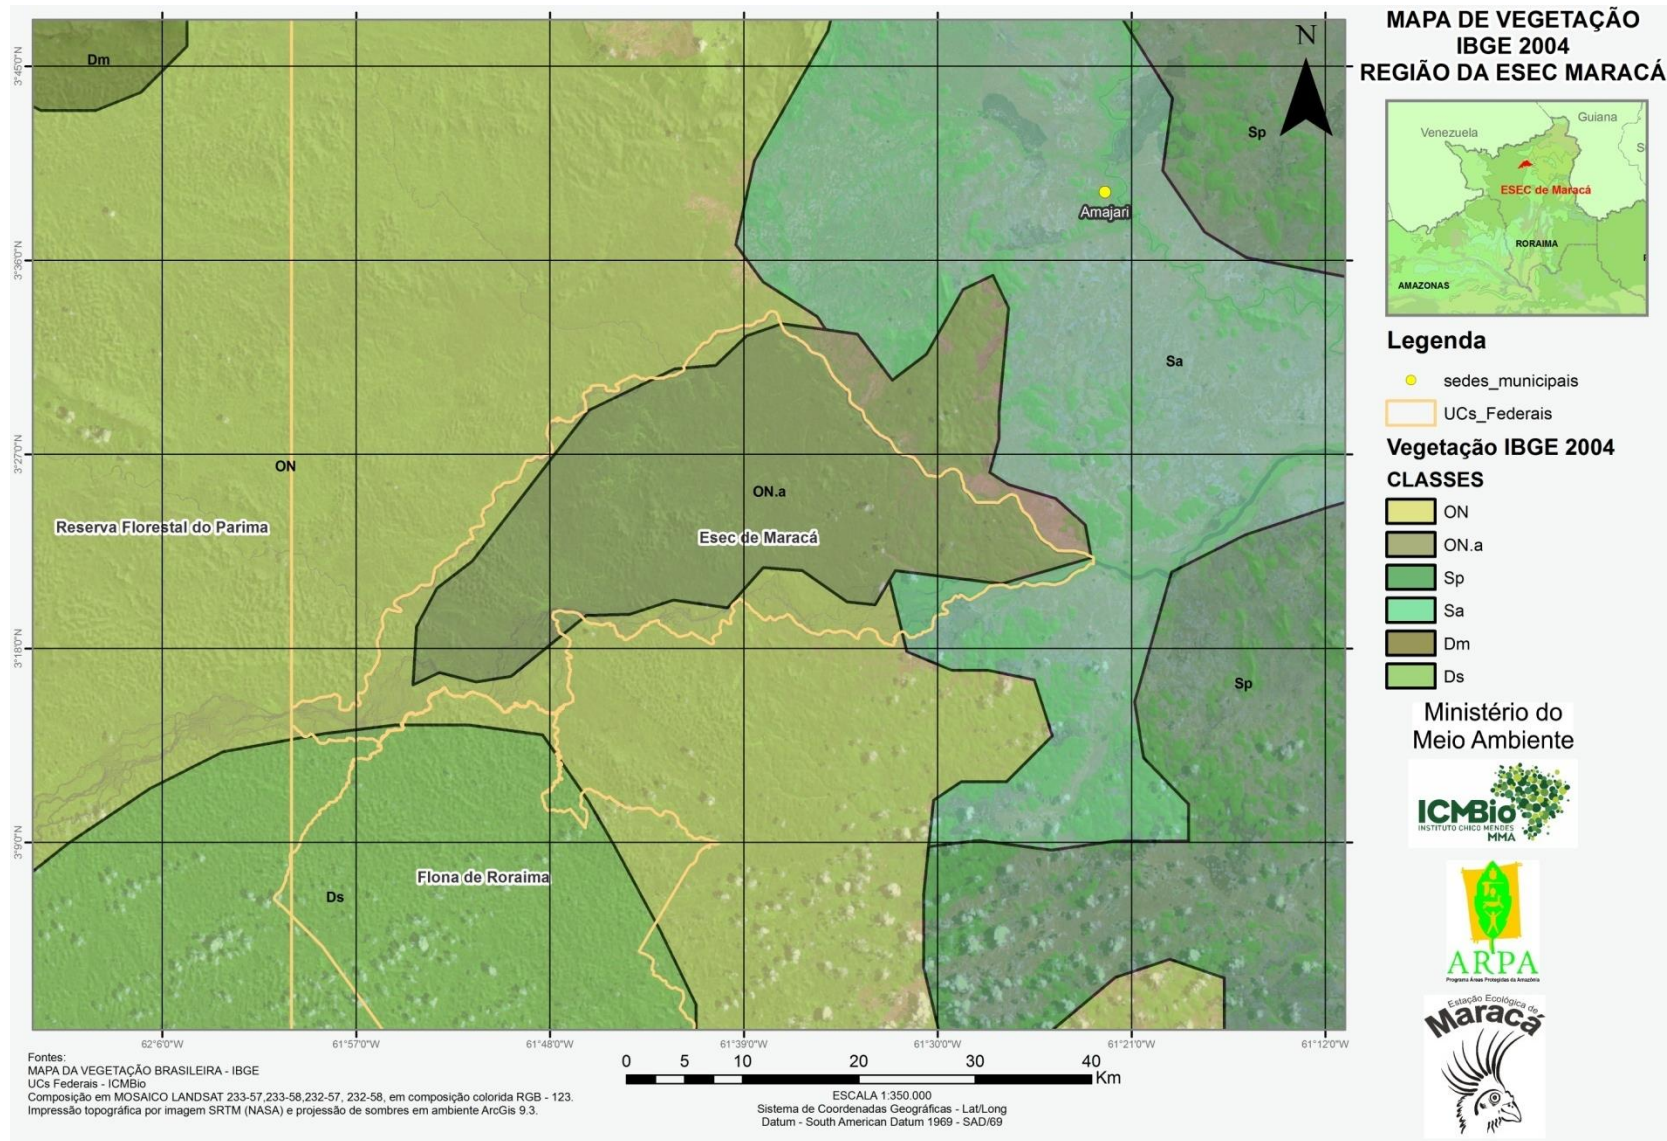 MAPA DE VEGETAÇÃO
IBGE 2004
REGIÃO DA ESEC MARACÁ
N
Dm
Sp
Amajari
Sa
ON
ON.a
Reserva Florestal do Parima
Esec de Maracá
Sp
Flona de Roraima
Ds
3°45'0"N
3°36'0"N
3°27'0"N
3°18'0"N
3°9'0"N
62°6'0"W
61°57'0"W
61°48'0"W
61°39'0"W
61°30'0"W
61°21'0"W
61°12'0"W
Venezuela
Guiana
ESEC de Maracá
RORAIMA
AMAZONAS
Legenda
sedes_municipais
UCs_Federais
Vegetação IBGE 2004
CLASSES
ON
ON.a
Sp
Sa
Dm
Ds
Ministério do
Meio Ambiente
ICMBio
INSTITUTO CHICO MENDES
MMA
ARPA
Programa Áreas Protegidas da Amazônia
Estação Ecológica de
Maracá
Fontes:
MAPA DA VEGETAÇÃO BRASILEIRA - IBGE
UCs Federais - ICMBio
Composição em MOSAICO LANDSAT 233-57,233-58,232-57, 232-58, em composição colorida RGB - 123.
Impressão topográfica por imagem SRTM (NASA) e projessão de sombres em ambiente ArcGis 9.3.
0 5 10 20 30 40
Km
ESCALA 1:350.000
Sistema de Coordenadas Geográficas - Lat/Long
Datum - South American Datum 1969 - SAD/69